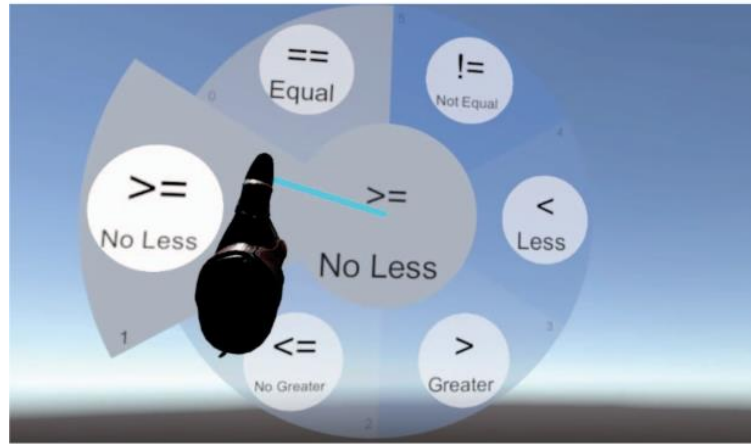 5
==
Equal
!=
Not Equal
0
4
>=
No Less
>=
No Less
<
Less
1
<=
No Greater
>
Greater
3
2